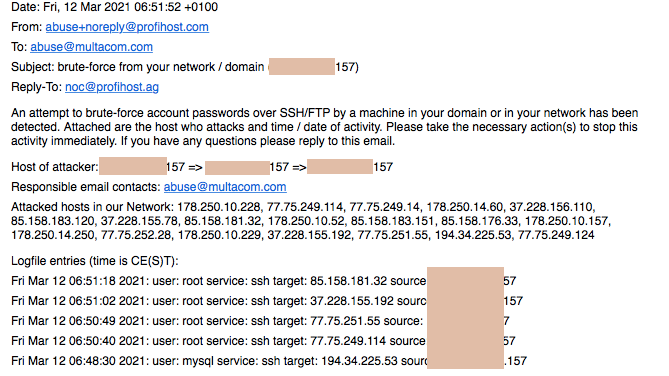 Date: Fri, 12 Mar 2021 06:51:52 +0100
From: abuse+noreply@profihost.com
To: abuse@multacom.com
Subject: brute-force from your network / domain ( 157)
Reply-To: noc@profihost.ag
An attempt to brute-force account passwords over SSH/FTP by a machine in your domain or in your network has been
detected. Attached are the host who attacks and time / date of activity. Please take the necessary action(s) to stop this
activity immediately. If you have any questions please reply to this email.
Host of attacker: 157 => 157 => 157
Responsible email contacts: abuse@multacom.com
Attacked hosts in our Network: 178.250.10.228, 77.75.249.114, 77.75.249.14, 178.250.14.60, 37.228.156.110,
85.158.183.120, 37.228.155.78, 85.158.181.32, 178.250.10.52, 85.158.183.151, 85.158.176.33, 178.250.10.157,
178.250.14.250, 77.75.252.28, 178.250.10.229, 37.228.155.192, 77.75.251.55, 194.34.225.53, 77.75.249.124
Logfile entries (time is CE(S)T):
Fri Mar 12 06:51:18 2021: user: root service: ssh target: 85.158.181.32 source 57
Fri Mar 12 06:51:02 2021: user: root service: ssh target: 37.228.155.192 sourc 157
Fri Mar 12 06:50:49 2021: user: root service: ssh target: 77.75.251.55 source: 7
Fri Mar 12 06:50:40 2021: user: root service: ssh target: 77.75.249.114 source 57
Fri Mar 12 06:48:30 2021: user: mysql service: ssh target: 194.34.225.53 sourc .157